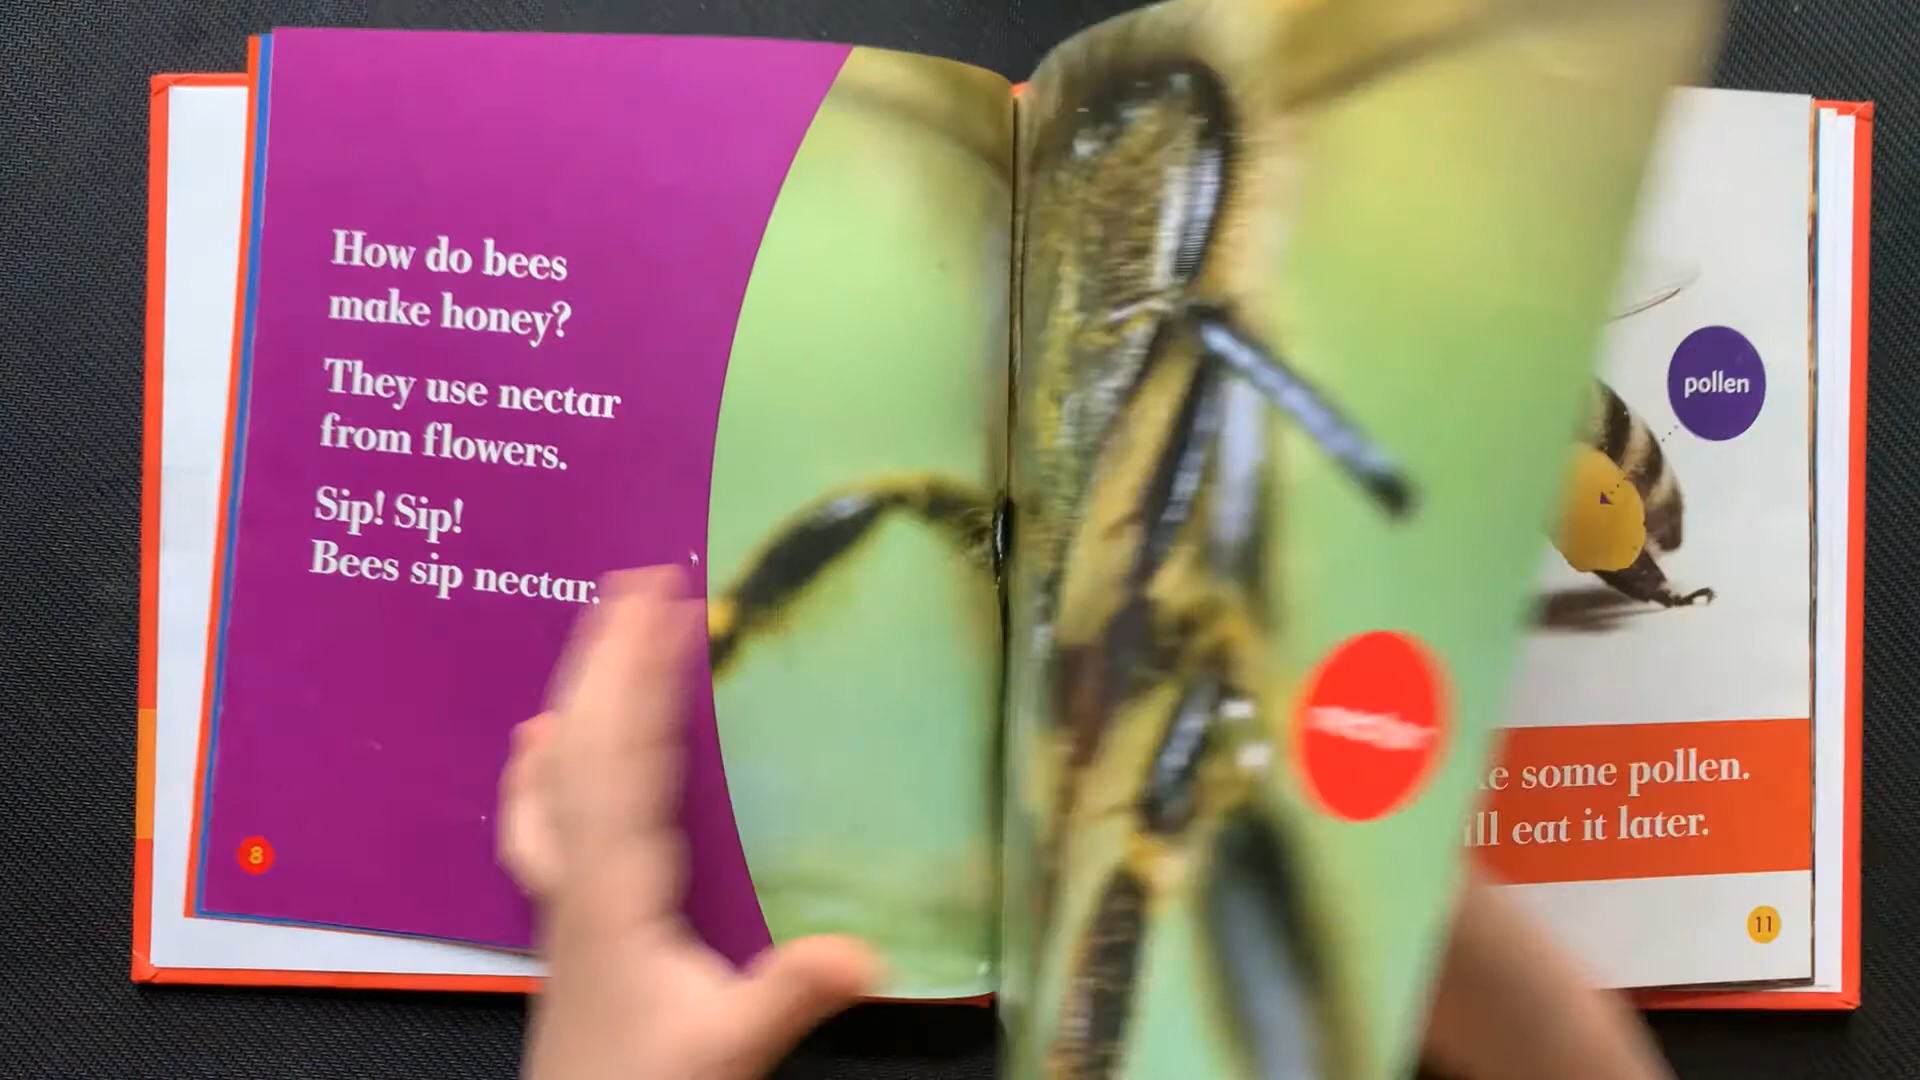 How do bees
make honey?
They use nectar
from flowers.
Sip! Sip!
Bees sip nectar.
8
pollen
some pollen.
eat it later.
11